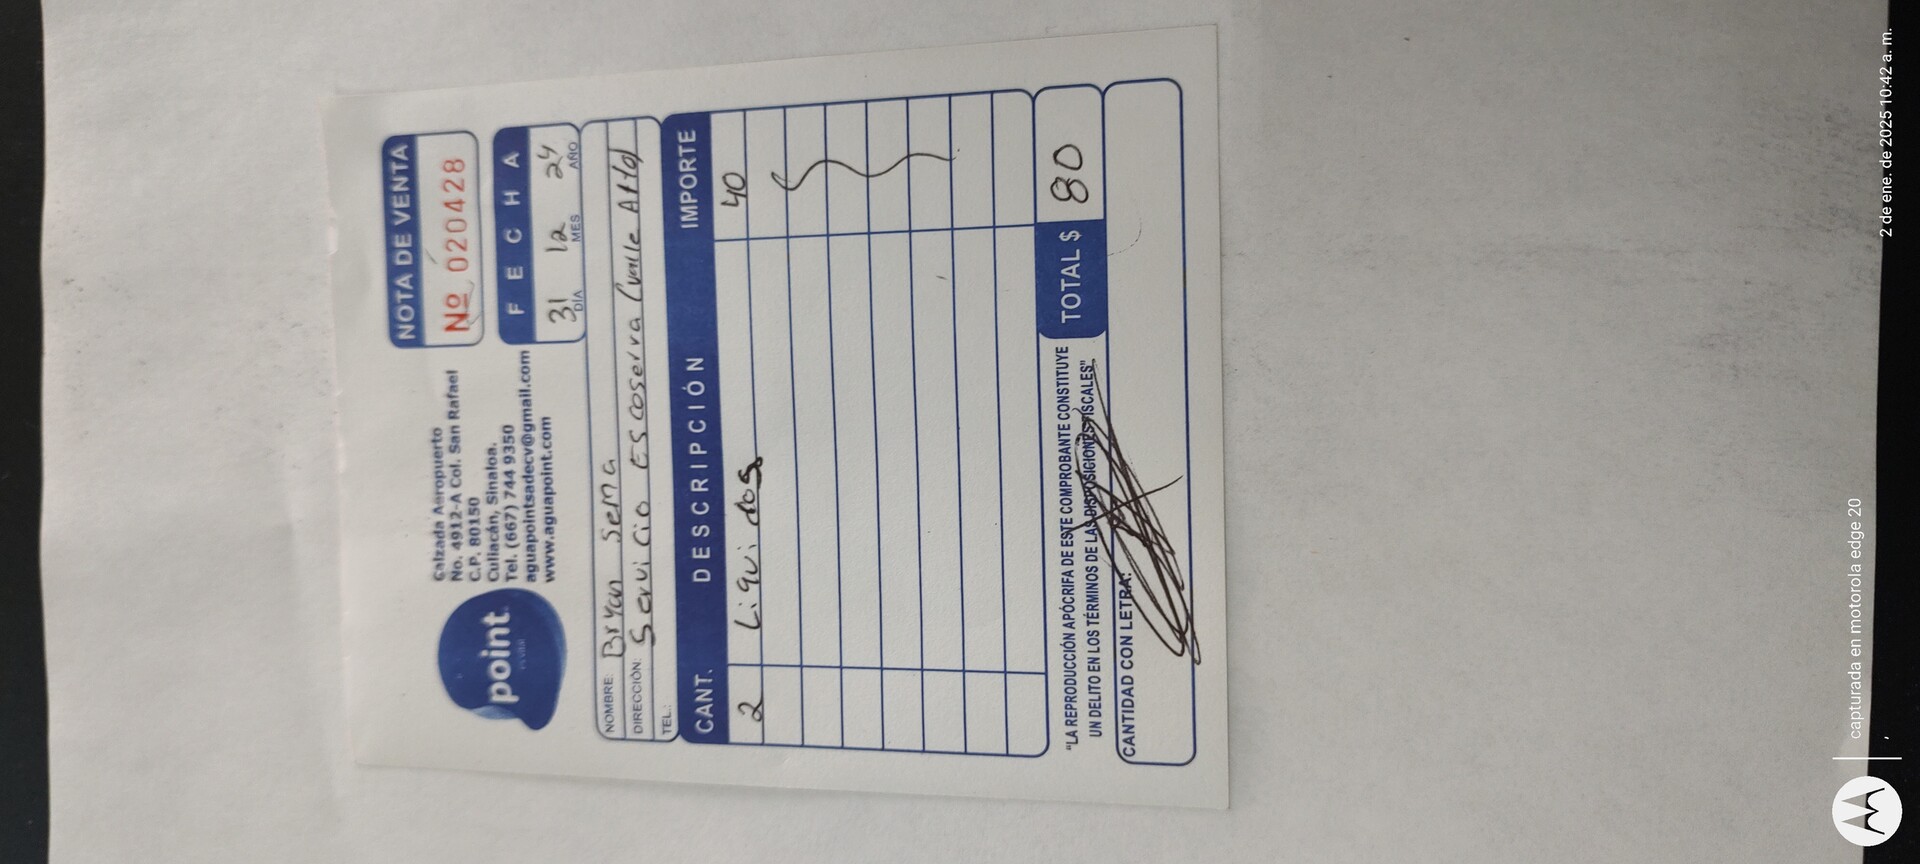 point
Calzada Aeropuerto
No. 4912-A Col. San Rafael
C.P. 80150
Culiacán, Sinaloa.
Tel. (667) 744 9350
aguapointsadecv@gmail.com
www.aguapoint.com
NOTA DE VENTA
Nº 020428
FECHA
31 12 24
DÍA MES AÑO
NOMBRE: Bryan Serna
DIRECCIÓN: Servicio Escoserva (Valle Alto)
TEL.:
CANT. DESCRIPCIÓN IMPORTE
2 Liquidos 40
"LA REPRODUCCIÓN APÓCRIFA DE ESTE COMPROBANTE CONSTITUYE
UN DELITO EN LOS TÉRMINOS DE LAS DISPOSICIONES FISCALES"
TOTAL $ 80
CANTIDAD CON LETRA:
capturada en motorola edge 20
2 de ene. de 2025 10:42 a. m.